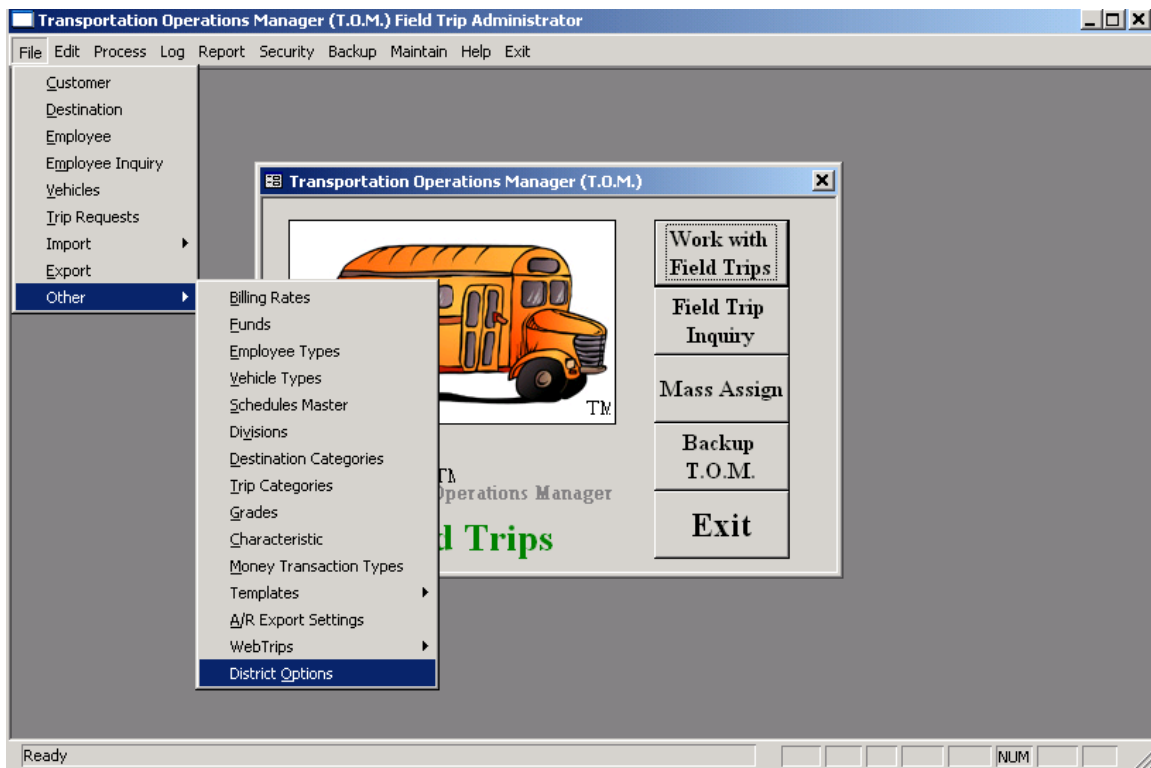 Transportation Operations Manager (T.O.M.) Field Trip Administrator
File Edit Process Log Report Security Backup Maintain Help Exit
Customer
Destination
Employee
Employee Inquiry
Vehicles
Trip Requests
Import
Export
Other
Billing Rates
Funds
Employee Types
Vehicle Types
Schedules Master
Divisions
Destination Categories
Trip Categories
Grades
Characteristic
Money Transaction Types
Templates
A/R Export Settings
WebTrips
District Options
Transportation Operations Manager (T.O.M.)
TM
TM
Operations Manager
d Trips
Work with
Field Trips
Field Trip
Inquiry
Mass Assign
Backup
T.O.M.
Exit
Ready
NUM